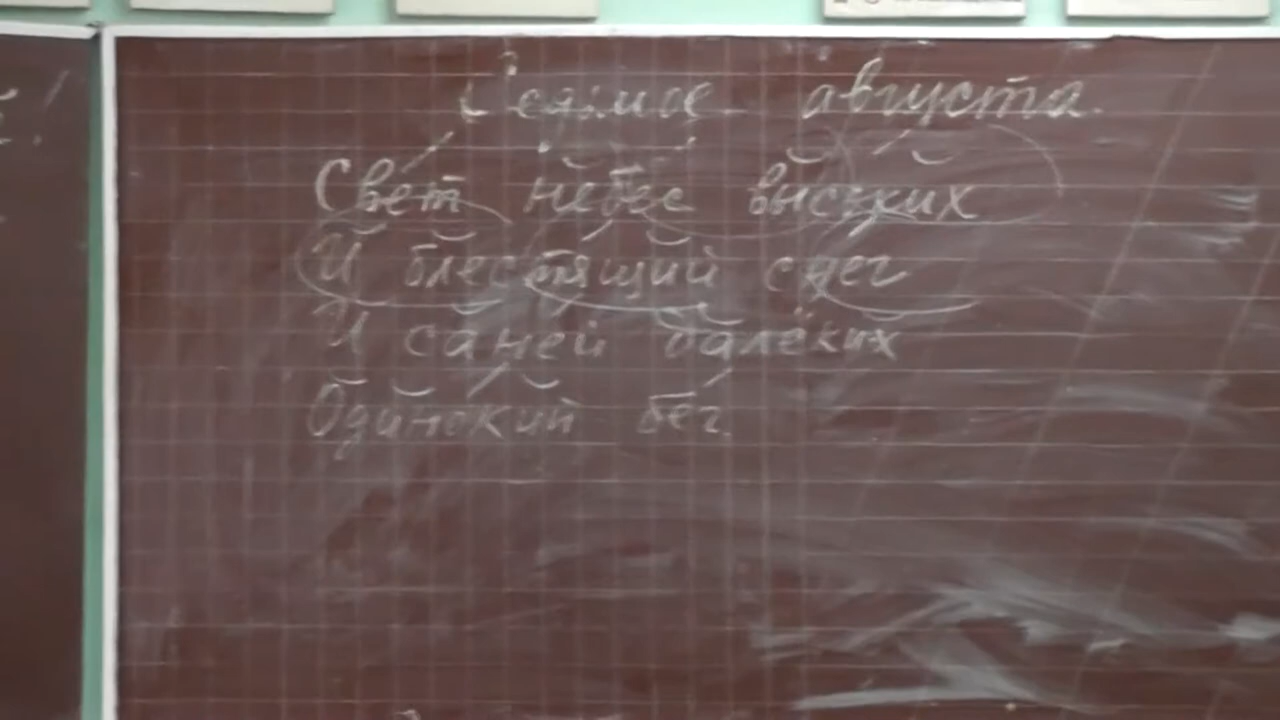 Седьмое августа.
Свет небес высоких
И блестящий снег
И саней далёких
Одинокий бег.